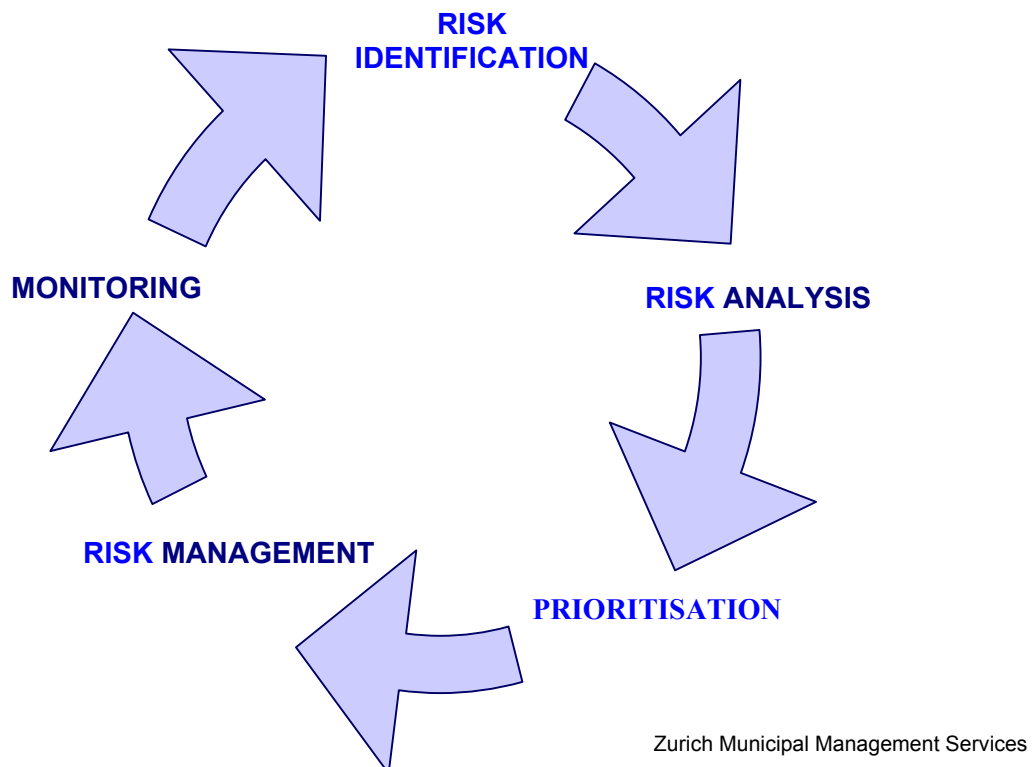 RISK
IDENTIFICATION
MONITORING
RISK ANALYSIS
RISK MANAGEMENT
PRIORITISATION
Zurich Municipal Management Services